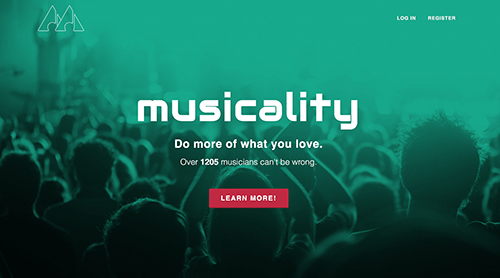 LOG IN REGISTER
musicality
Do more of what you love.
Over 1205 musicians can't be wrong.
LEARN MORE!